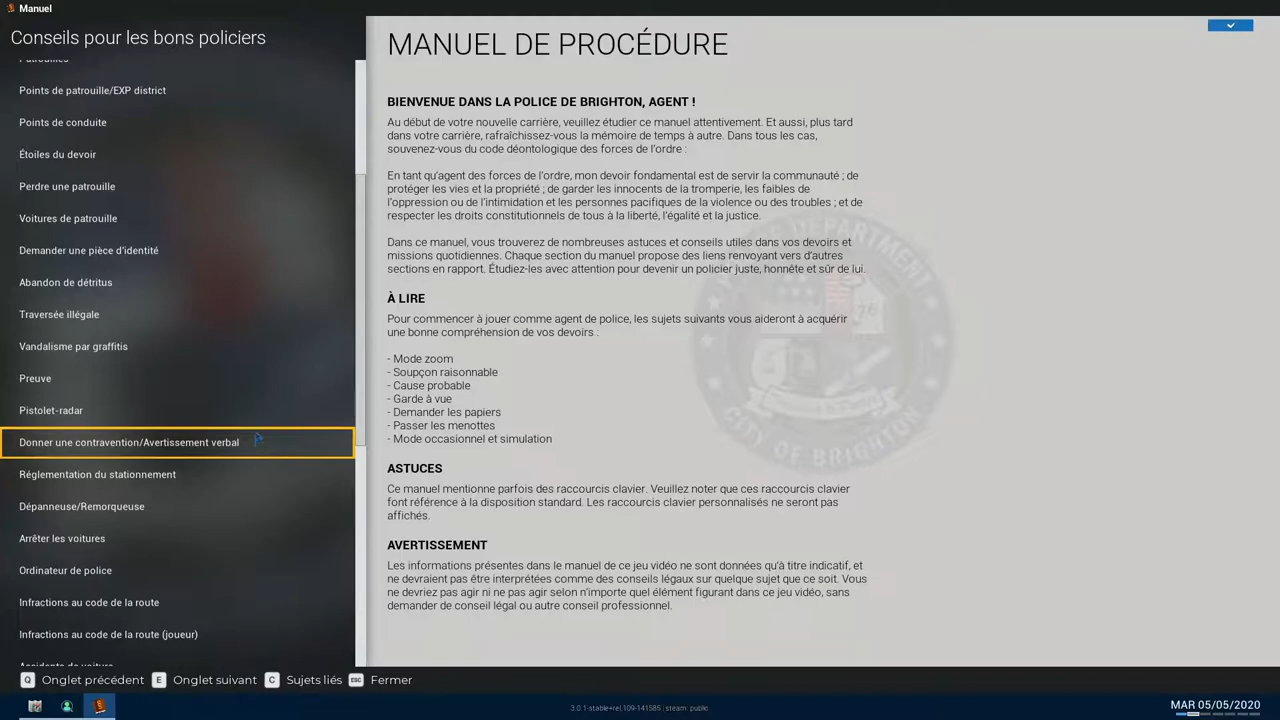 Manuel
Conseils pour les bons policiers
Patrouilles
Points de patrouille/EXP district
Points de conduite
Étoiles du devoir
Perdre une patrouille
Voitures de patrouille
Demander une pièce d'identité
Abandon de détritus
Traversée illégale
Vandalisme par graffitis
Preuve
Pistolet-radar
Donner une contravention/Avertissement verbal
Réglementation du stationnement
Dépanneuse/Remorqueuse
Arrêter les voitures
Ordinateur de police
Infractions au code de la route
Infractions au code de la route (joueur)
Accidents de voiture
MANUEL DE PROCÉDURE
BIENVENUE DANS LA POLICE DE BRIGHTON, AGENT !
Au début de votre nouvelle carrière, veuillez étudier ce manuel attentivement. Et aussi, plus tard
dans votre carrière, rafraîchissez-vous la mémoire de temps à autre. Dans tous les cas,
souvenez-vous du code déontologique des forces de l'ordre :
En tant qu'agent des forces de l'ordre, mon devoir fondamental est de servir la communauté ; de
protéger les vies et la propriété ; de garder les innocents de la tromperie, les faibles de
l'oppression ou de l'intimidation et les personnes pacifiques de la violence ou des troubles ; et de
respecter les droits constitutionnels de tous à la liberté, l'égalité et la justice.
Dans ce manuel, vous trouverez de nombreuses astuces et conseils utiles dans vos devoirs et
missions quotidiennes. Chaque section du manuel propose des liens renvoyant vers d'autres
sections en rapport. Étudiez-les avec attention pour devenir un policier juste, honnête et sûr de lui.
À LIRE
Pour commencer à jouer comme agent de police, les sujets suivants vous aideront à acquérir
une bonne compréhension de vos devoirs :
- Mode zoom
- Soupçon raisonnable
- Cause probable
- Garde à vue
- Demander les papiers
- Passer les menottes
- Mode occasionnel et simulation
ASTUCES
Ce manuel mentionne parfois des raccourcis clavier. Veuillez noter que ces raccourcis clavier
font référence à la disposition standard. Les raccourcis clavier personnalisés ne seront pas
affichés.
AVERTISSEMENT
Les informations présentes dans le manuel de ce jeu vidéo ne sont données qu'à titre indicatif, et
ne devraient pas être interprétées comme des conseils légaux sur quelque sujet que ce soit. Vous
ne devriez pas agir ni ne pas agir selon n'importe quel élément figurant dans ce jeu vidéo, sans
demander de conseil légal ou autre conseil professionnel.
Q Onglet précédent E Onglet suivant C Sujets liés ESC Fermer
3.0.1-stable+rel.109-141585 | steam: public
MAR 05/05/2020